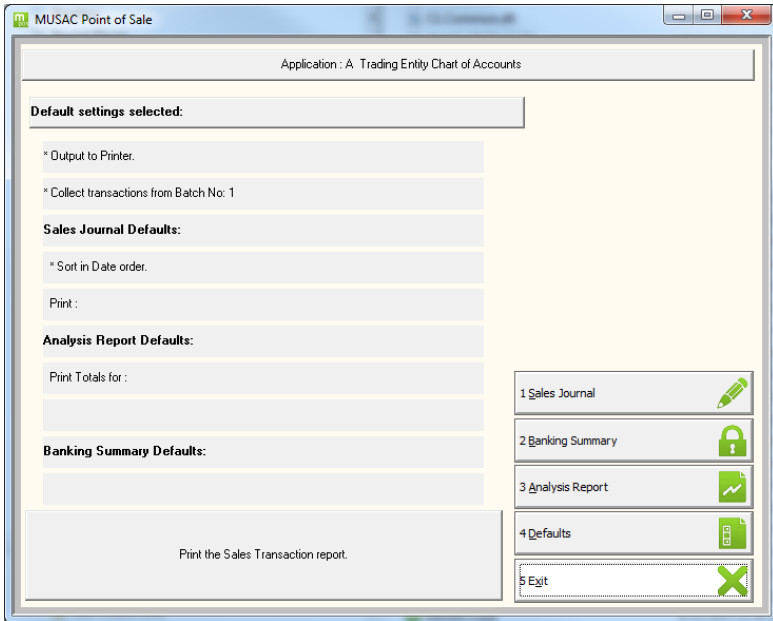 MUSAC Point of Sale
Application : A Trading Entity Chart of Accounts
Default settings selected:
* Output to Printer.
* Collect transactions from Batch No: 1
Sales Journal Defaults:
* Sort in Date order.
Print :
Analysis Report Defaults:
Print Totals for :
Banking Summary Defaults:
Print the Sales Transaction report.
1 Sales Journal
2 Banking Summary
3 Analysis Report
4 Defaults
5 Exit